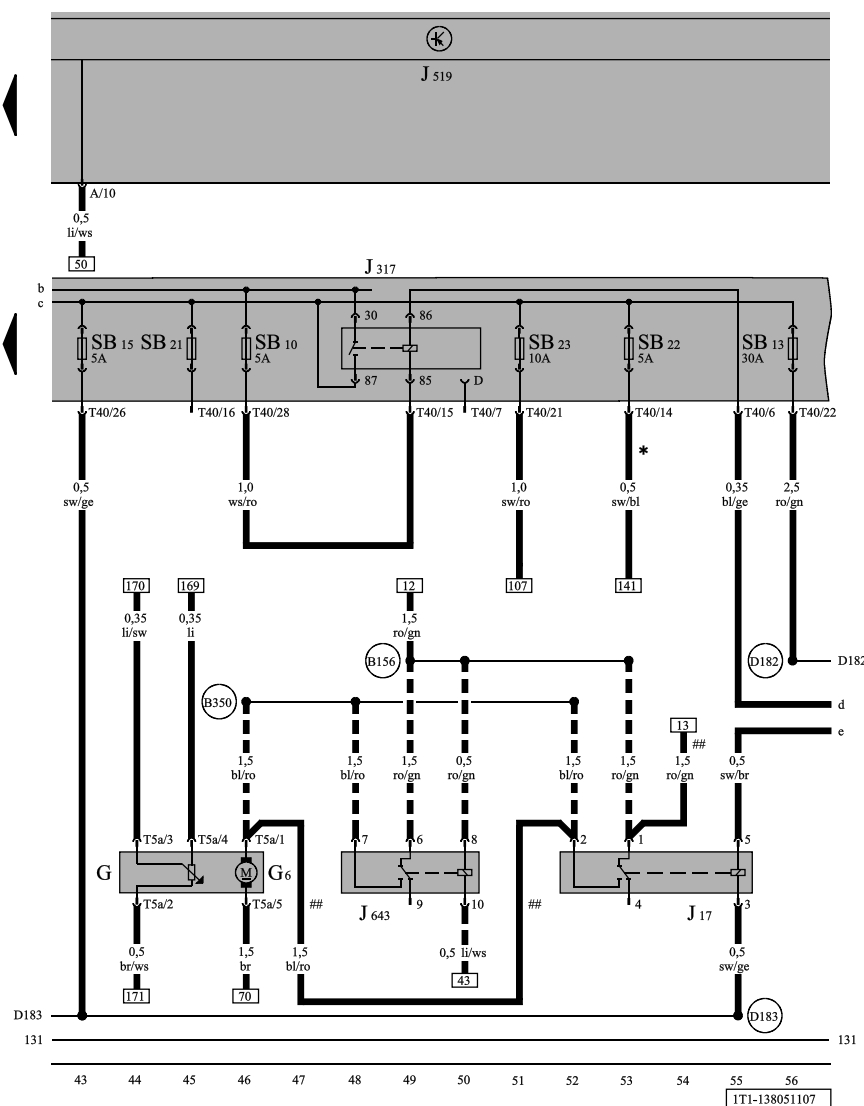 J 519
A/10
0,5
li/ws
50
J 317
b
c
30 86
SB 15 SB 21 SB 10 SB 23 SB 22 SB 13
5A 5A 10A 5A 30A
87 85 D
T40/26 T40/16 T40/28 T40/15 T40/7 T40/21 T40/14 T40/6 T40/22
*
0,5 1,0 1,0 0,5 0,35 2,5
sw/ge ws/ro sw/ro sw/bl bl/ge ro/gn
170 169 12 107 141
0,35 0,35 1,5
li/sw li ro/gn
B156 D182 D182
B350 d
13 e
##
1,5 1,5 1,5 0,5 1,5 1,5 1,5 0,5
bl/ro bl/ro ro/gn ro/gn bl/ro ro/gn ro/gn sw/br
T5a/3 T5a/4 T5a/1 7 6 8 2 1 5
G M G6
T5a/2 T5a/5 ## 9 10 ## 4 3
J 643 J 17
0,5 1,5 1,5 0,5 li/ws 0,5
br/ws br bl/ro sw/ge
171 70 43
D183 D183
131 131
43 44 45 46 47 48 49 50 51 52 53 54 55 56
1T1-138051107